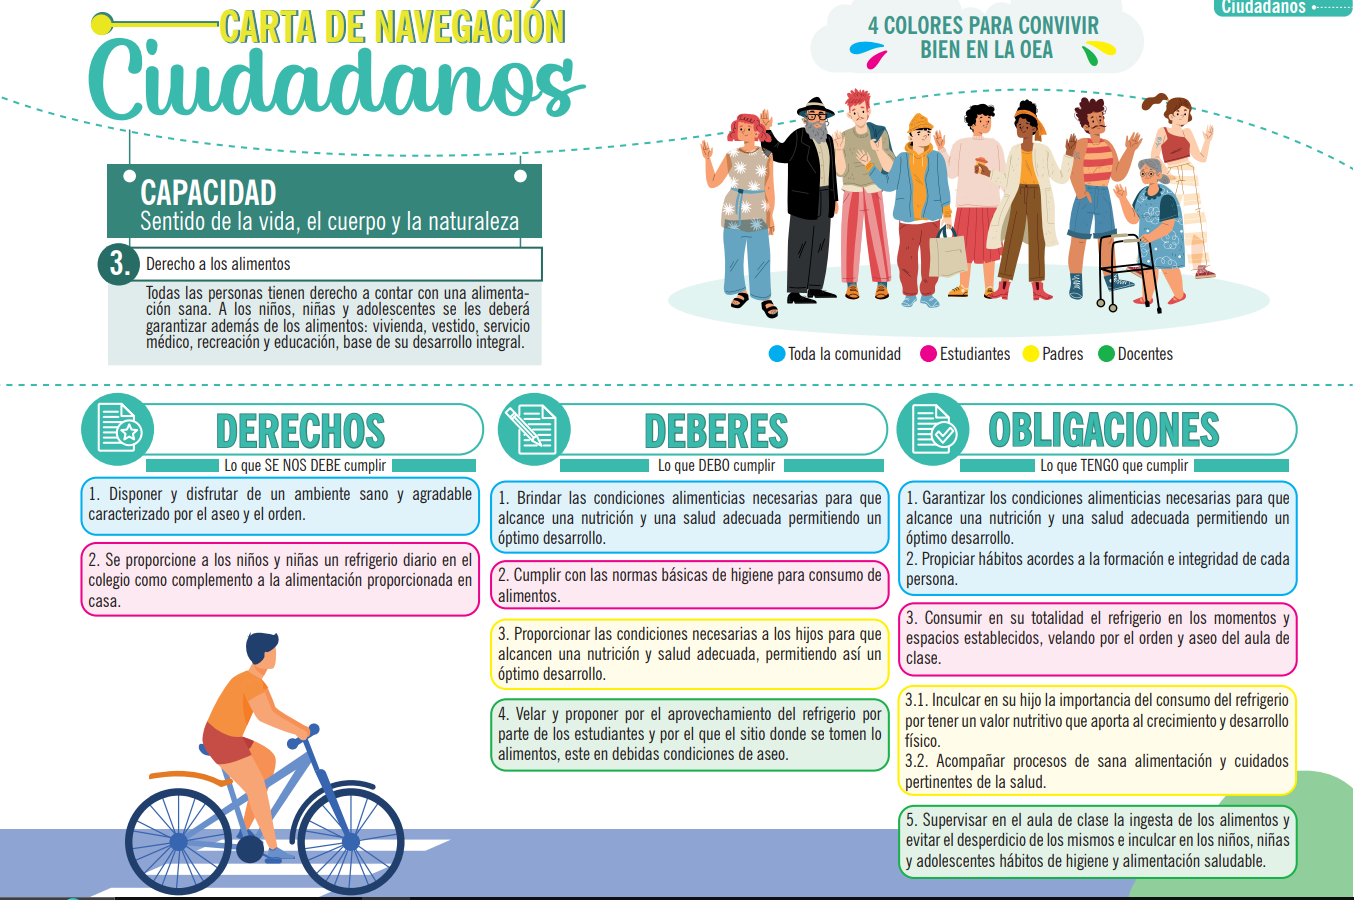 Ciudadanos
CARTA DE NAVEGACIÓN
Ciudadanos
4 COLORES PARA CONVIVIR
BIEN EN LA OEA
CAPACIDAD
Sentido de la vida, el cuerpo y la naturaleza
3.
Derecho a los alimentos
Todas las personas tienen derecho a contar con una alimenta-
ción sana. A los niños, niñas y adolescentes se les deberá
garantizar además de los alimentos: vivienda, vestido, servicio
médico, recreación y educación, base de su desarrollo integral.
Toda la comunidad
Estudiantes
Padres
Docentes
DERECHOS
Lo que SE NOS DEBE cumplir
1. Disponer y disfrutar de un ambiente sano y agradable
caracterizado por el aseo y el orden.
2. Se proporcione a los niños y niñas un refrigerio diario en el
colegio como complemento a la alimentación proporcionada en
casa.
DEBERES
Lo que DEBO cumplir
1. Brindar las condiciones alimenticias necesarias para que
alcance una nutrición y una salud adecuada permitiendo un
óptimo desarrollo.
2. Cumplir con las normas básicas de higiene para consumo de
alimentos.
3. Proporcionar las condiciones necesarias a los hijos para que
alcancen una nutrición y salud adecuada, permitiendo así un
óptimo desarrollo.
4. Velar y proponer por el aprovechamiento del refrigerio por
parte de los estudiantes y por el que el sitio donde se tomen lo
alimentos, este en debidas condiciones de aseo.
OBLIGACIONES
Lo que TENGO que cumplir
1. Garantizar los condiciones alimenticias necesarias para que
alcance una nutrición y una salud adecuada permitiendo un
óptimo desarrollo.
2. Propiciar hábitos acordes a la formación e integridad de cada
persona.
3. Consumir en su totalidad el refrigerio en los momentos y
espacios establecidos, velando por el orden y aseo del aula de
clase.
3.1. Inculcar en su hijo la importancia del consumo del refrigerio
por tener un valor nutritivo que aporta al crecimiento y desarrollo
físico.
3.2. Acompañar procesos de sana alimentación y cuidados
pertinentes de la salud.
5. Supervisar en el aula de clase la ingesta de los alimentos y
evitar el desperdicio de los mismos e inculcar en los niños, niñas
y adolescentes hábitos de higiene y alimentación saludable.